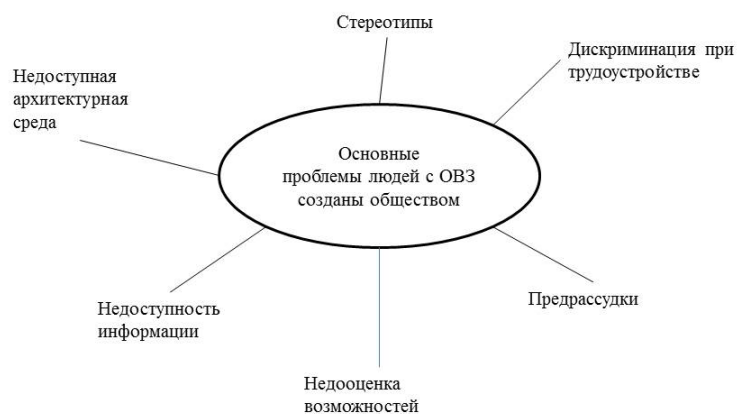 Стереотипы
Дискриминация при
трудоустройстве
Недоступная
архитектурная
среда
Основные
проблемы людей с ОВЗ
созданы обществом
Предрассудки
Недоступность
информации
Недооценка
возможностей